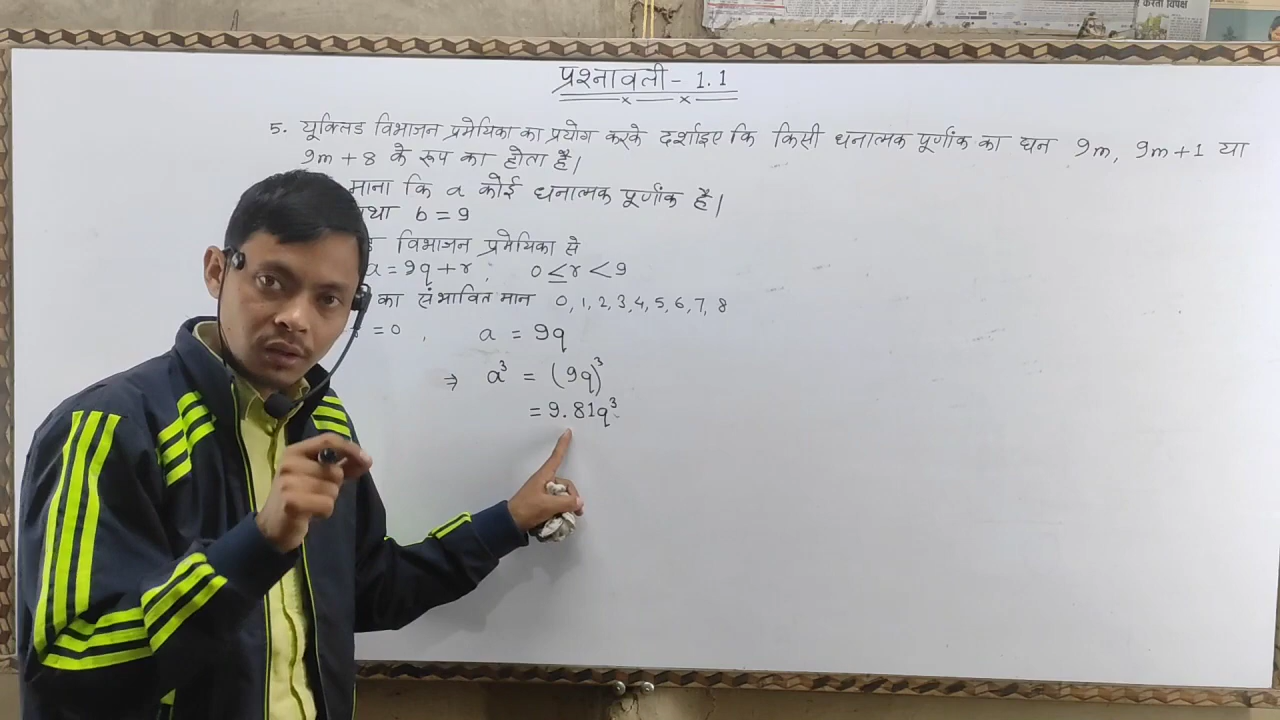 करता विपक्ष
प्रश्नावली - 1.1
5. यूक्लिड विभाजन प्रमेयिका का प्रयोग करके दर्शाइए कि किसी धनात्मक पूर्णांक का घन 9m, 9m+1 या
9m + 8 के रूप का होता है।
माना कि a कोई धनात्मक पूर्णांक है।
b = 9
विभाजन प्रमेयिका से
a = 9q + r, 0 ≤ r < 9
का संभावित मान 0, 1, 2, 3, 4, 5, 6, 7, 8
= 0, a = 9q
⇒ a³ = (9q)³
= 9.81q³